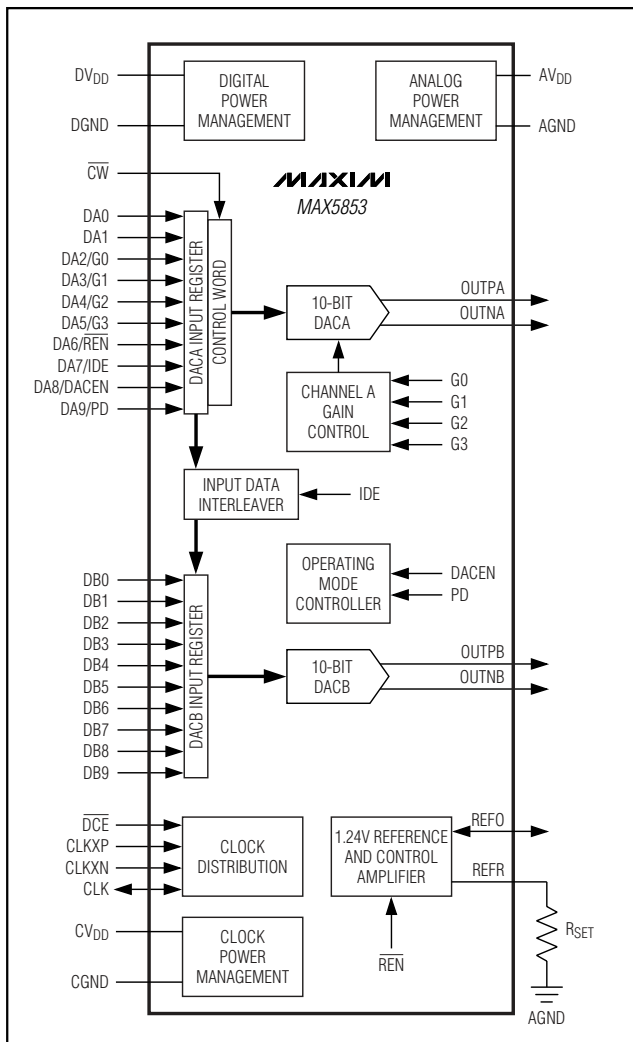 DVDD
DGND
DIGITAL
POWER
MANAGEMENT
ANALOG
POWER
MANAGEMENT
AVDD
AGND
CW
MAXIM
MAX5853
DA0
DA1
DA2/G0
DA3/G1
DA4/G2
DA5/G3
DA6/REN
DA7/IDE
DA8/DACEN
DA9/PD
DACA INPUT REGISTER
CONTROL WORD
10-BIT
DACA
OUTPA
OUTNA
CHANNEL A
GAIN
CONTROL
G0
G1
G2
G3
INPUT DATA
INTERLEAVER
IDE
OPERATING
MODE
CONTROLLER
DACEN
PD
DB0
DB1
DB2
DB3
DB4
DB5
DB6
DB7
DB8
DB9
DACB INPUT REGISTER
10-BIT
DACB
OUTPB
OUTNB
DCE
CLKXP
CLKXN
CLK
CLOCK
DISTRIBUTION
1.24V REFERENCE
AND CONTROL
AMPLIFIER
REFO
REFR
RSET
AGND
REN
CVDD
CGND
CLOCK
POWER
MANAGEMENT